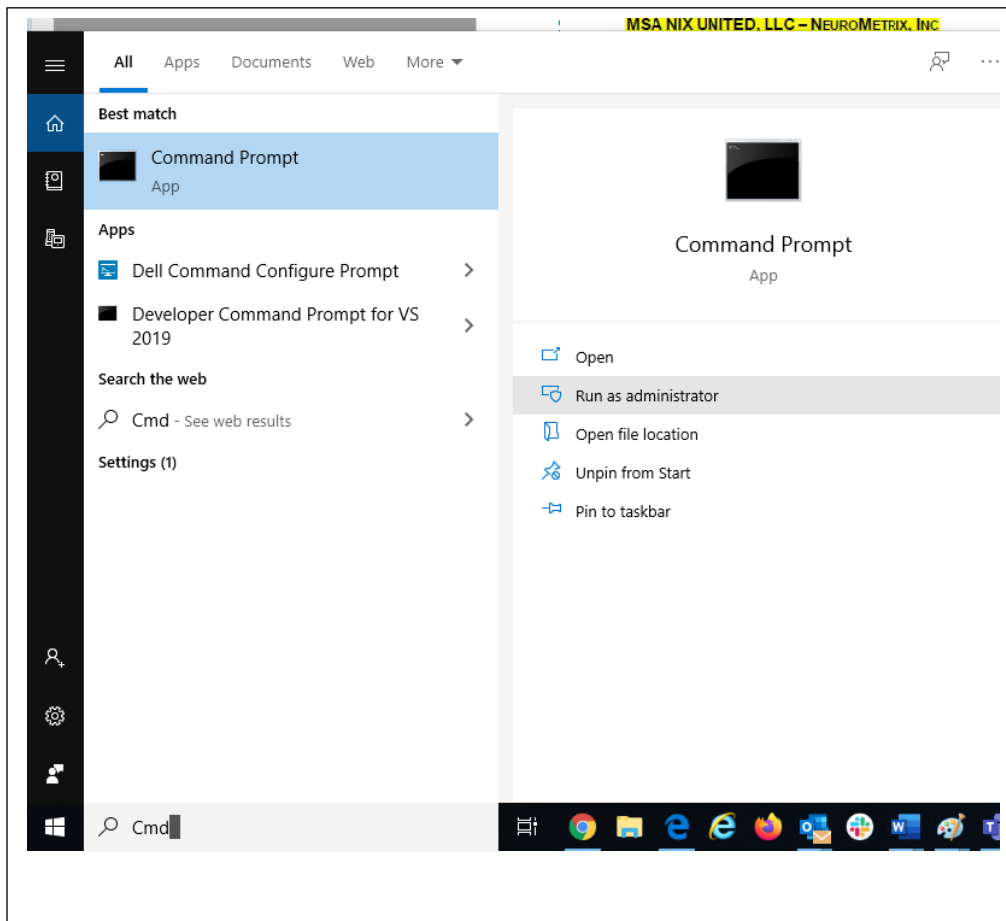 MSA NIX UNITED, LLC – NEUROMETRIX, INC
All Apps Documents Web More
Best match
Command Prompt
App
Apps
Dell Command Configure Prompt
Developer Command Prompt for VS
2019
Search the web
Cmd - See web results
Settings (1)
Command Prompt
App
Open
Run as administrator
Open file location
Unpin from Start
Pin to taskbar
Cmd